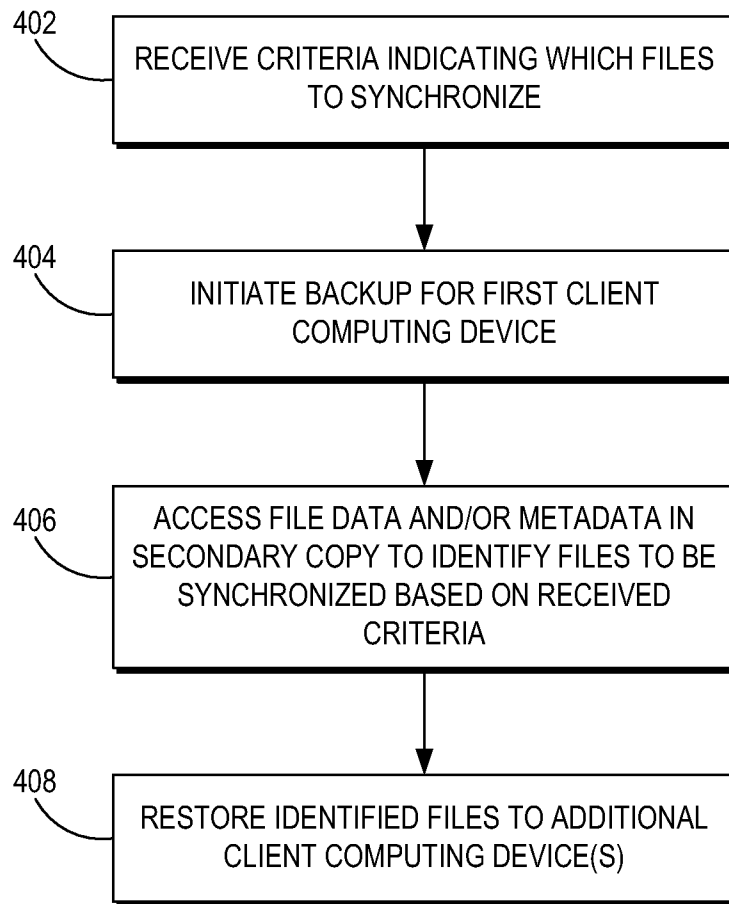 402
RECEIVE CRITERIA INDICATING WHICH FILES
TO SYNCHRONIZE
404
INITIATE BACKUP FOR FIRST CLIENT
COMPUTING DEVICE
406
ACCESS FILE DATA AND/OR METADATA IN
SECONDARY COPY TO IDENTIFY FILES TO BE
SYNCHRONIZED BASED ON RECEIVED
CRITERIA
408
RESTORE IDENTIFIED FILES TO ADDITIONAL
CLIENT COMPUTING DEVICE(S)